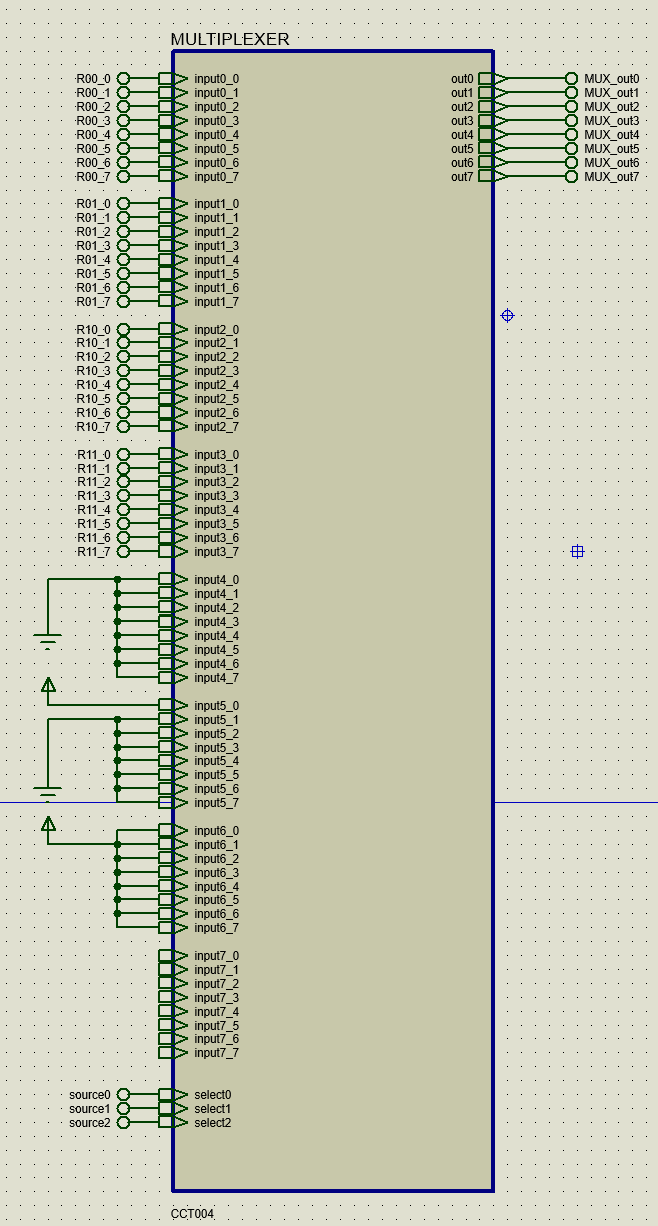 MULTIPLEXER
R00_0 input0_0 out0 MUX_out0
R00_1 input0_1 out1 MUX_out1
R00_2 input0_2 out2 MUX_out2
R00_3 input0_3 out3 MUX_out3
R00_4 input0_4 out4 MUX_out4
R00_5 input0_5 out5 MUX_out5
R00_6 input0_6 out6 MUX_out6
R00_7 input0_7 out7 MUX_out7
R01_0 input1_0
R01_1 input1_1
R01_2 input1_2
R01_3 input1_3
R01_4 input1_4
R01_5 input1_5
R01_6 input1_6
R01_7 input1_7
R10_0 input2_0
R10_1 input2_1
R10_2 input2_2
R10_3 input2_3
R10_4 input2_4
R10_5 input2_5
R10_6 input2_6
R10_7 input2_7
R11_0 input3_0
R11_1 input3_1
R11_2 input3_2
R11_3 input3_3
R11_4 input3_4
R11_5 input3_5
R11_6 input3_6
R11_7 input3_7
input4_0
input4_1
input4_2
input4_3
input4_4
input4_5
input4_6
input4_7
input5_0
input5_1
input5_2
input5_3
input5_4
input5_5
input5_6
input5_7
input6_0
input6_1
input6_2
input6_3
input6_4
input6_5
input6_6
input6_7
input7_0
input7_1
input7_2
input7_3
input7_4
input7_5
input7_6
input7_7
source0 select0
source1 select1
source2 select2
CCT004